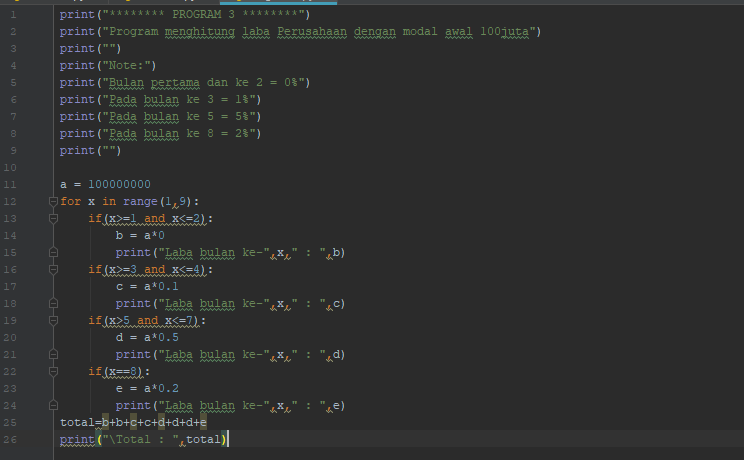 1 print("******** PROGRAM 3 ********")
2 print("Program menghitung laba Perusahaan dengan modal awal 100juta")
3 print("")
4 print("Note:")
5 print("Bulan pertama dan ke 2 = 0%")
6 print("Pada bulan ke 3 = 1%")
7 print("Pada bulan ke 5 = 5%")
8 print("Pada bulan ke 8 = 2%")
9 print("")
10
11 a = 100000000
12 for x in range(1,9):
13     if(x>=1 and x<=2):
14         b = a*0
15         print("Laba bulan ke-",x," : ",b)
16     if(x>=3 and x<=4):
17         c = a*0.1
18         print("Laba bulan ke-",x," : ",c)
19     if(x>5 and x<=7):
20         d = a*0.5
21         print("Laba bulan ke-",x," : ",d)
22     if(x==8):
23         e = a*0.2
24         print("Laba bulan ke-",x," : ",e)
25 total=b+b+c+c+d+d+d+e
26 print("\Total : ",total)